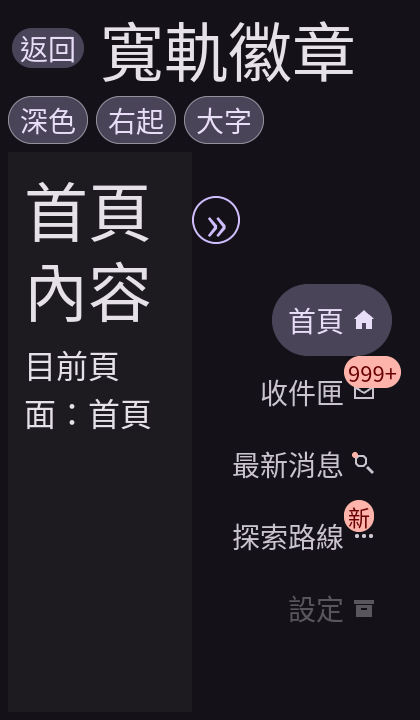 返回
寬軌徽章
深色
右起
大字
首頁
內容
目前頁
面：首頁
首頁
999+
收件匣
最新消息
新
探索路線
設定